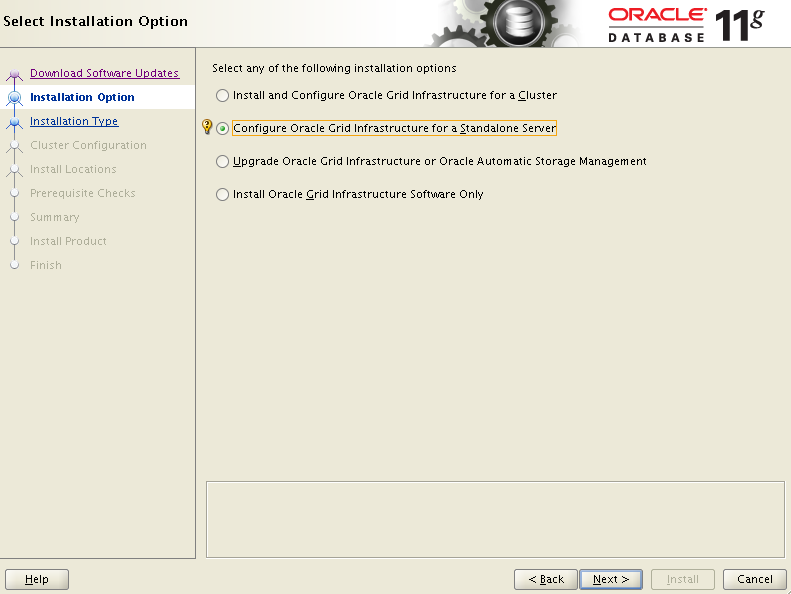 Select Installation Option
ORACLE®
DATABASE 11g
Download Software Updates
Installation Option
Installation Type
Cluster Configuration
Install Locations
Prerequisite Checks
Summary
Install Product
Finish
Select any of the following installation options
Install and Configure Oracle Grid Infrastructure for a Cluster
Configure Oracle Grid Infrastructure for a Standalone Server
Upgrade Oracle Grid Infrastructure or Oracle Automatic Storage Management
Install Oracle Grid Infrastructure Software Only
Help
< Back
Next >
Install
Cancel